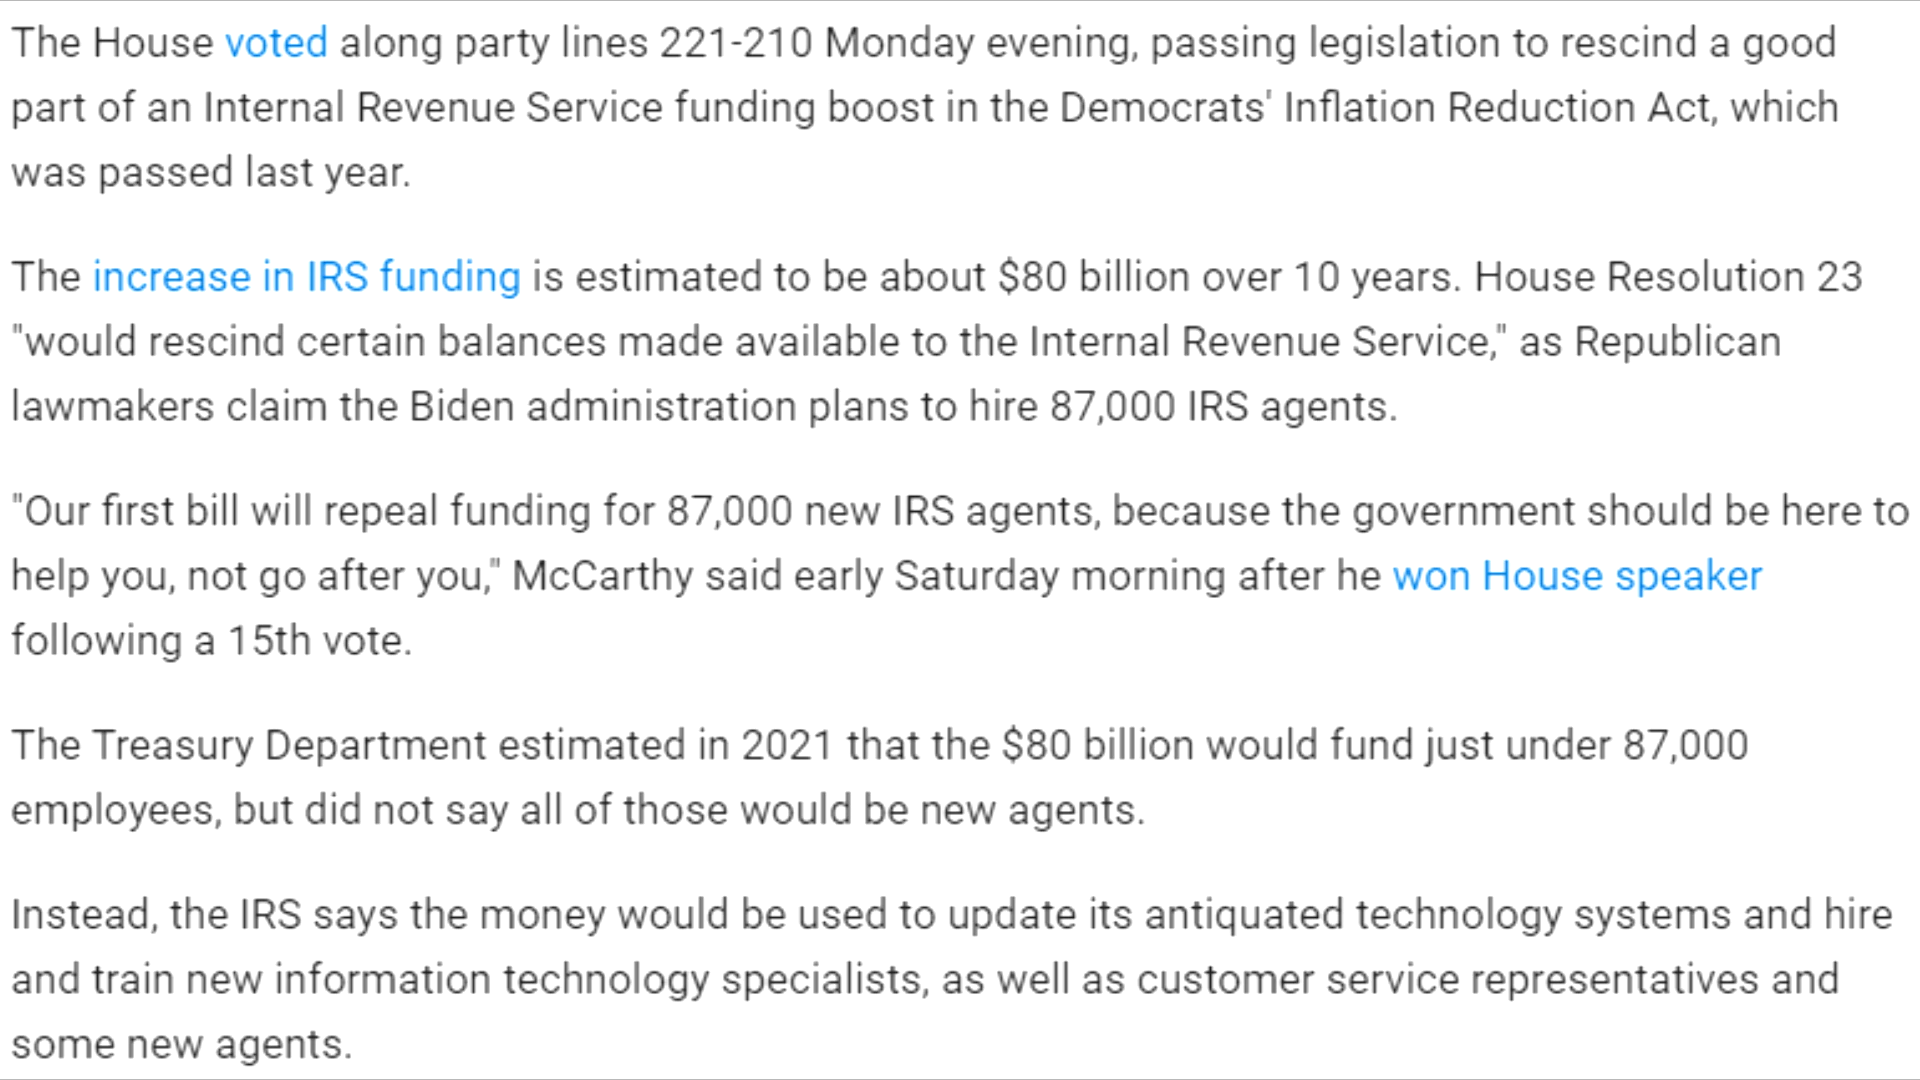 The House voted along party lines 221-210 Monday evening, passing legislation to rescind a good
part of an Internal Revenue Service funding boost in the Democrats' Inflation Reduction Act, which
was passed last year.
The increase in IRS funding is estimated to be about $80 billion over 10 years. House Resolution 23
"would rescind certain balances made available to the Internal Revenue Service," as Republican
lawmakers claim the Biden administration plans to hire 87,000 IRS agents.
"Our first bill will repeal funding for 87,000 new IRS agents, because the government should be here to
help you, not go after you," McCarthy said early Saturday morning after he won House speaker
following a 15th vote.
The Treasury Department estimated in 2021 that the $80 billion would fund just under 87,000
employees, but did not say all of those would be new agents.
Instead, the IRS says the money would be used to update its antiquated technology systems and hire
and train new information technology specialists, as well as customer service representatives and
some new agents.